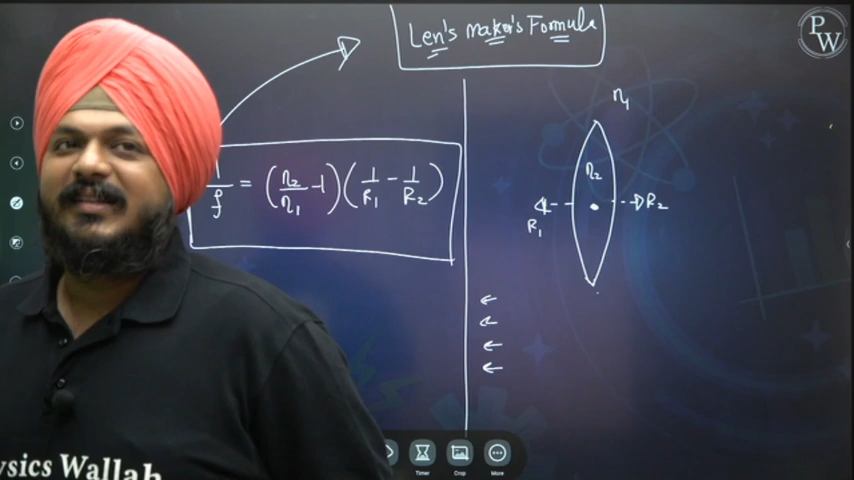 Len's maker's Formula
PW
n₁
1/f = (n₂/n₁ - 1)(1/R₁ - 1/R₂)
n₂
R₁
R₂
ysics Wallah
Timer
Crop
More